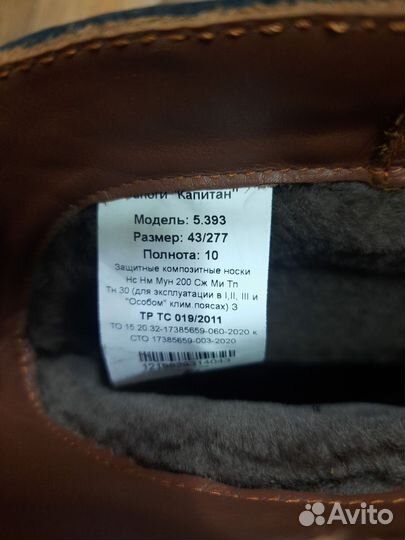 "Капитан"
Модель: 5.393
Размер: 43/277
Полнота: 10
Защитные композитные носки
Нс Нм Мун 200 Сж Ми Тп
Тн 30 (для эксплуатации в I,II, III и
"Особом" клим.поясах) З
ТР ТС 019/2011
ТО 15.20.32-17385659-060-2020 к
СТО 17385659-003-2020
Avito